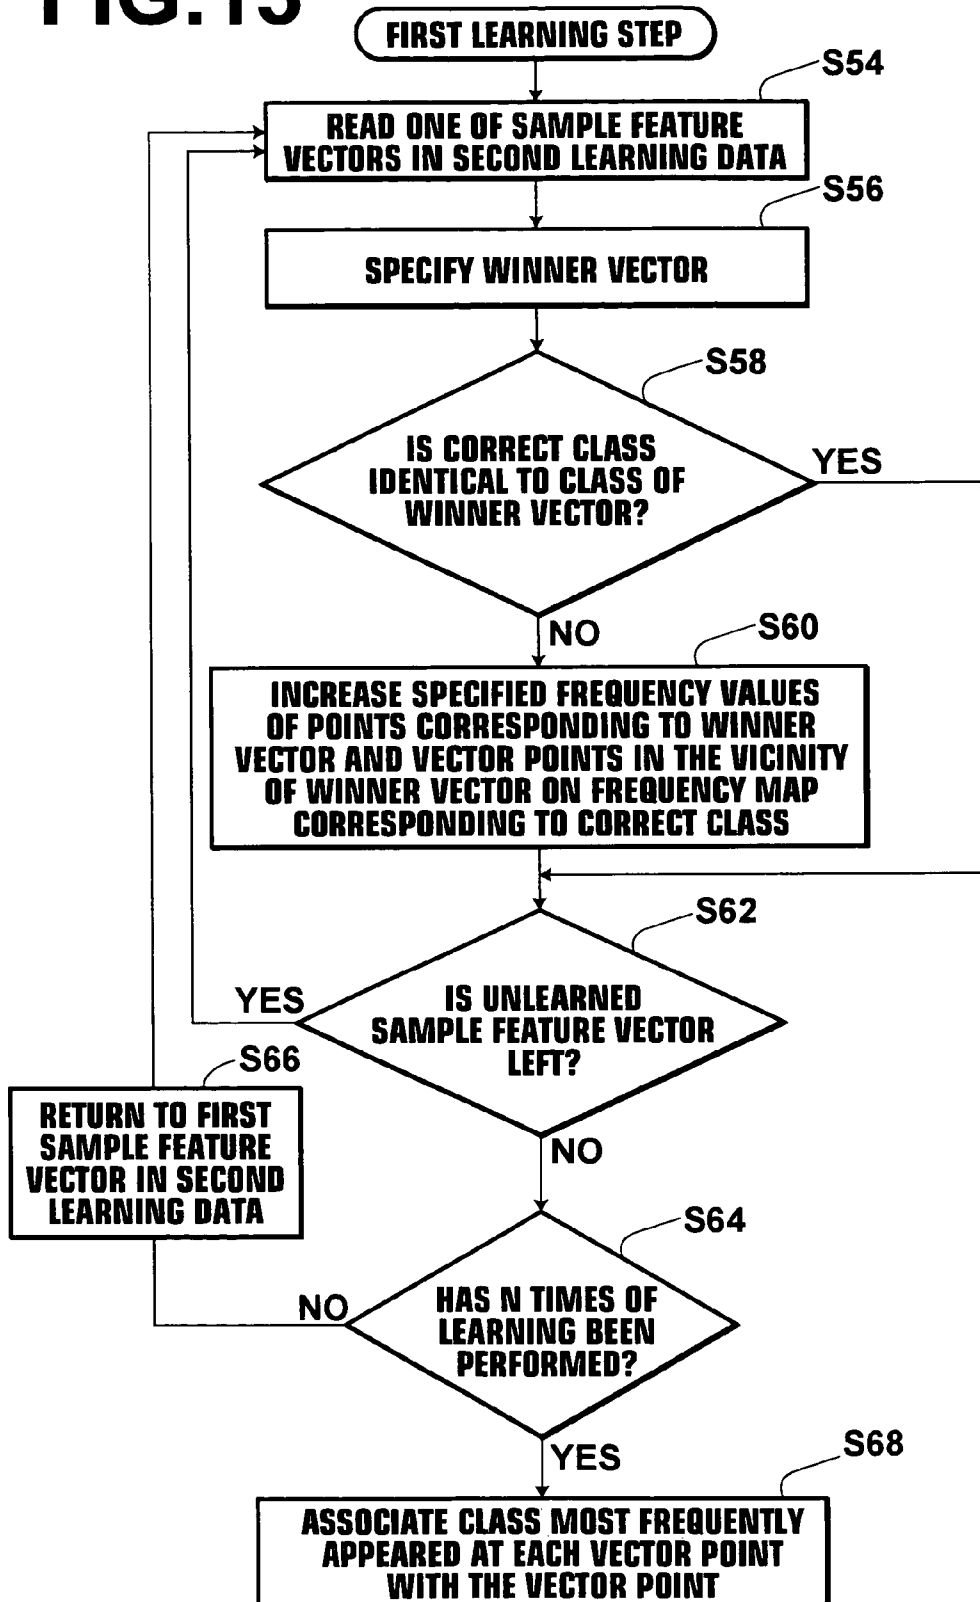 FIG.13
FIRST LEARNING STEP
S54
READ ONE OF SAMPLE FEATURE
VECTORS IN SECOND LEARNING DATA
S56
SPECIFY WINNER VECTOR
S58
IS CORRECT CLASS
IDENTICAL TO CLASS OF
WINNER VECTOR?
YES
NO
S60
INCREASE SPECIFIED FREQUENCY VALUES
OF POINTS CORRESPONDING TO WINNER
VECTOR AND VECTOR POINTS IN THE VICINITY
OF WINNER VECTOR ON FREQUENCY MAP
CORRESPONDING TO CORRECT CLASS
S62
YES
IS UNLEARNED
SAMPLE FEATURE VECTOR
LEFT?
S66
RETURN TO FIRST
SAMPLE FEATURE
VECTOR IN SECOND
LEARNING DATA
NO
S64
NO
HAS N TIMES OF
LEARNING BEEN
PERFORMED?
YES
S68
ASSOCIATE CLASS MOST FREQUENTLY
APPEARED AT EACH VECTOR POINT
WITH THE VECTOR POINT